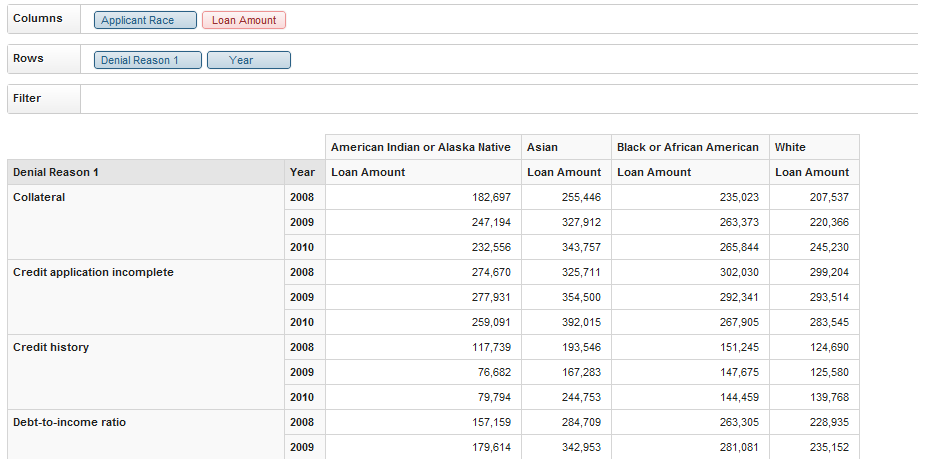 Columns Applicant Race Loan Amount
Rows Denial Reason 1 Year
Filter
American Indian or Alaska Native Asian Black or African American White
Denial Reason 1 Year Loan Amount Loan Amount Loan Amount Loan Amount
Collateral 2008 182,697 255,446 235,023 207,537
2009 247,194 327,912 263,373 220,366
2010 232,556 343,757 265,844 245,230
Credit application incomplete 2008 274,670 325,711 302,030 299,204
2009 277,931 354,500 292,341 293,514
2010 259,091 392,015 267,905 283,545
Credit history 2008 117,739 193,546 151,245 124,690
2009 76,682 167,283 147,675 125,580
2010 79,794 244,753 144,459 139,768
Debt-to-income ratio 2008 157,159 284,709 263,305 228,935
2009 179,614 342,953 281,081 235,152